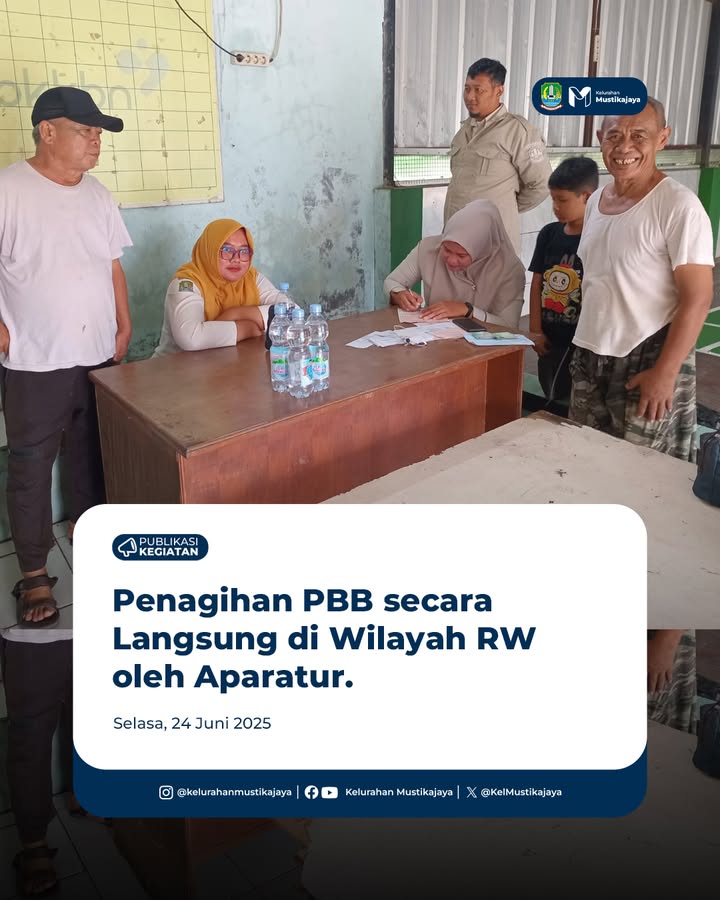 Kelurahan
Mustikajaya
PUBLIKASI
KEGIATAN
Penagihan PBB secara
Langsung di Wilayah RW
oleh Aparatur.
Selasa, 24 Juni 2025
@kelurahanmustikajaya | Kelurahan Mustikajaya | @KelMustikajaya